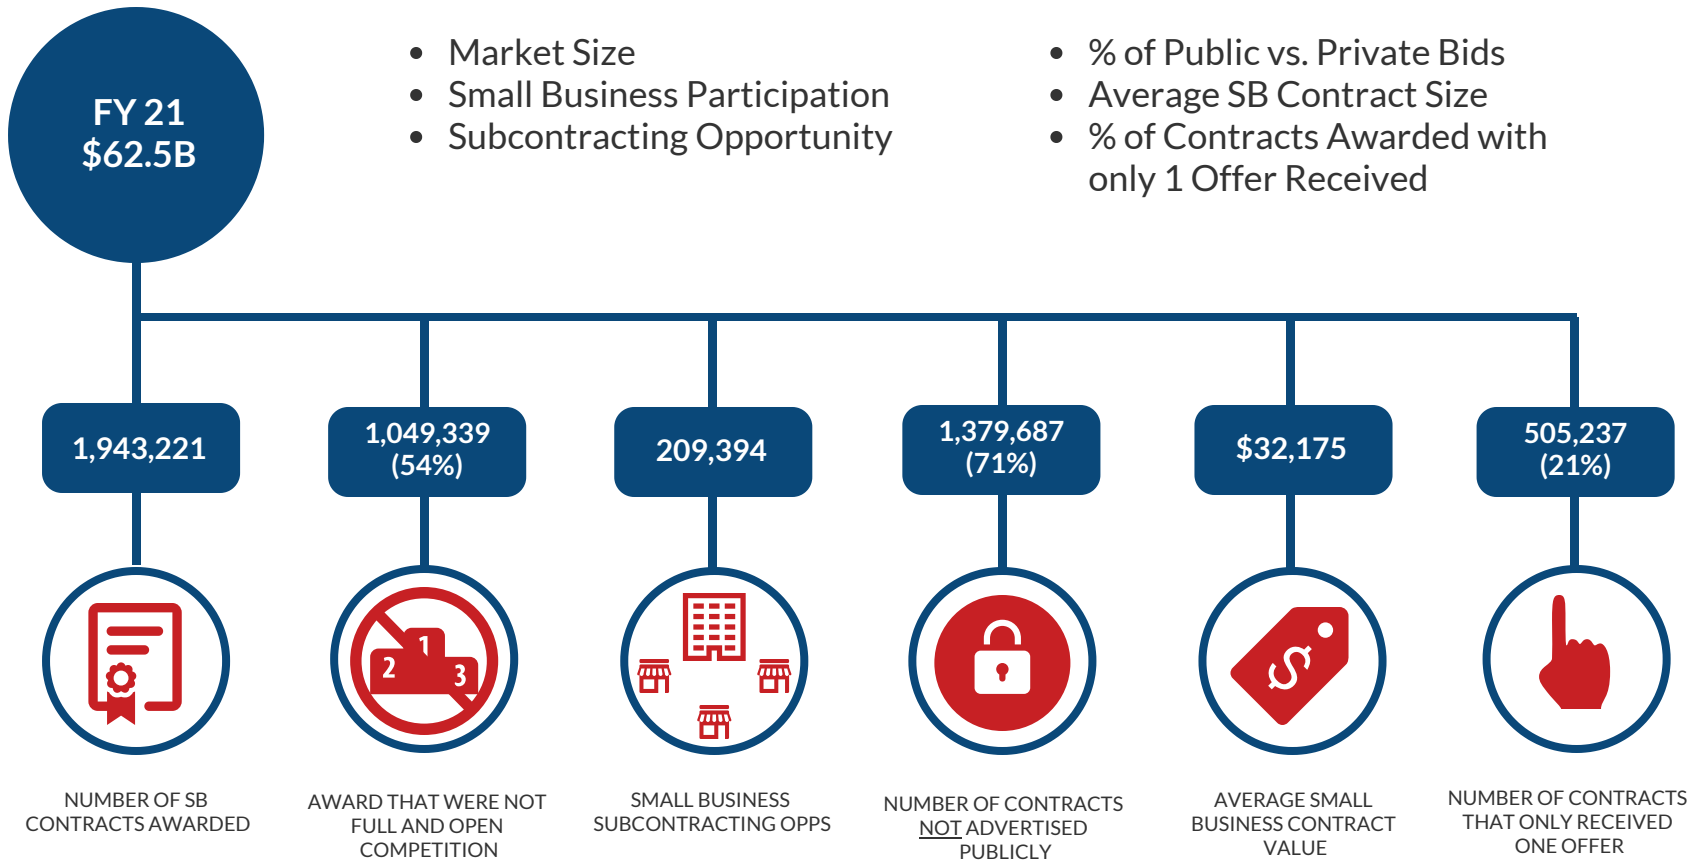 FY 21
$62.5B
• Market Size
• Small Business Participation
• Subcontracting Opportunity
• % of Public vs. Private Bids
• Average SB Contract Size
• % of Contracts Awarded with
only 1 Offer Received
1,943,221
1,049,339
(54%)
209,394
1,379,687
(71%)
$32,175
505,237
(21%)
1
2
3
$
NUMBER OF SB
CONTRACTS AWARDED
AWARD THAT WERE NOT
FULL AND OPEN
COMPETITION
SMALL BUSINESS
SUBCONTRACTING OPPS
NUMBER OF CONTRACTS
NOT ADVERTISED
PUBLICLY
AVERAGE SMALL
BUSINESS CONTRACT
VALUE
NUMBER OF CONTRACTS
THAT ONLY RECEIVED
ONE OFFER